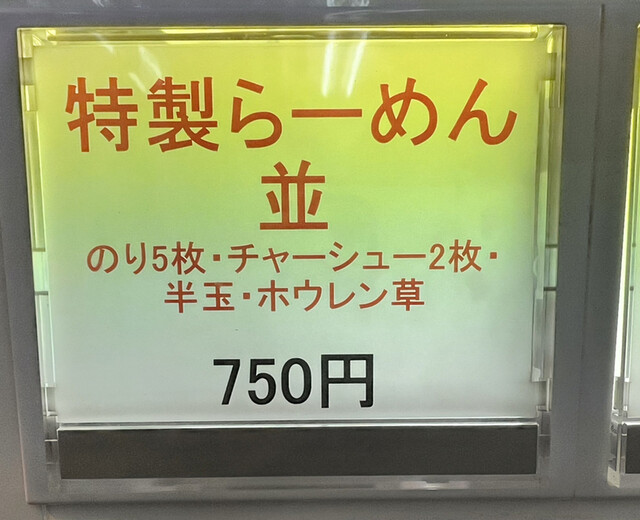 特製らーめん
並
のり5枚・チャーシュー2枚・
半玉・ホウレン草
750円